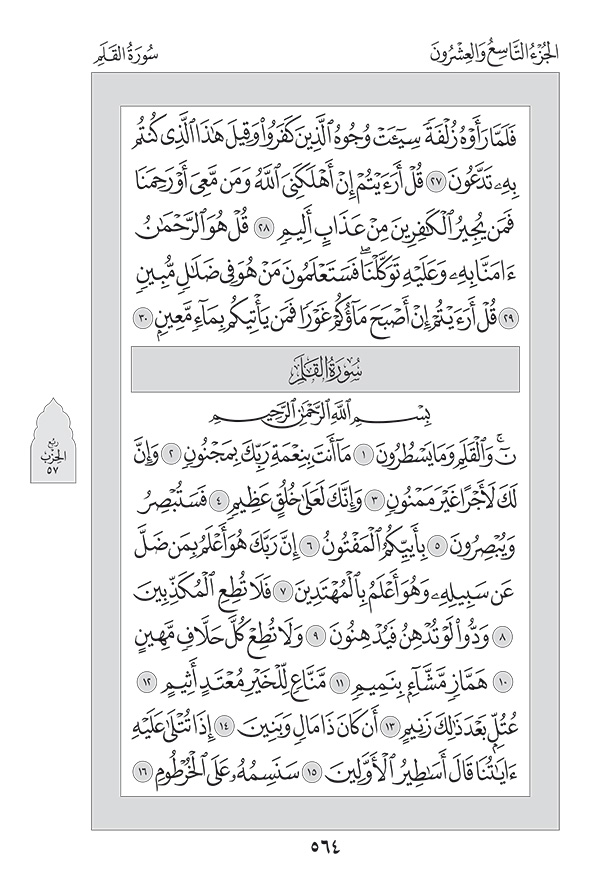 الجُزْءُ التَّاسِعُ وَالعِشْرُونَ
سُورَةُ القَلَمِ
فَلَمَّا رَأَوۡهُ زُلۡفَةٗ سِيٓـَٔتۡ وُجُوهُ ٱلَّذِينَ كَفَرُواْ وَقِيلَ هَٰذَا ٱلَّذِي كُنتُم
بِهِۦ تَدَّعُونَ ٢٧ قُلۡ أَرَءَيۡتُمۡ إِنۡ أَهۡلَكَنِيَ ٱللَّهُ وَمَن مَّعِيَ أَوۡ رَحِمَنَا
فَمَن يُجِيرُ ٱلۡكَٰفِرِينَ مِنۡ عَذَابٍ أَلِيمٖ ٢٨ قُلۡ هُوَ ٱلرَّحۡمَٰنُ
ءَامَنَّا بِهِۦ وَعَلَيۡهِ تَوَكَّلۡنَاۖ فَسَتَعۡلَمُونَ مَنۡ هُوَ فِي ضَلَٰلٖ مُّبِينٖ
٢٩ قُلۡ أَرَءَيۡتُمۡ إِنۡ أَصۡبَحَ مَآؤُكُمۡ غَوۡرٗا فَمَن يَأۡتِيكُم بِمَآءٖ مَّعِينِۭ ٣٠
سُورَةُ القَلَمِ
بِسۡمِ ٱللَّهِ ٱلرَّحۡمَٰنِ ٱلرَّحِيمِ
نٓۚ وَٱلۡقَلَمِ وَمَا يَسۡطُرُونَ ١ مَآ أَنتَ بِنِعۡمَةِ رَبِّكَ بِمَجۡنُونٖ ٢ وَإِنَّ
لَكَ لَأَجۡرًا غَيۡرَ مَمۡنُونٖ ٣ وَإِنَّكَ لَعَلَىٰ خُلُقٍ عَظِيمٖ ٤ فَسَتُبۡصِرُ
وَيُبۡصِرُونَ ٥ بِأَييِّكُمُ ٱلۡمَفۡتُونُ ٦ إِنَّ رَبَّكَ هُوَ أَعۡلَمُ بِمَن ضَلَّ
عَن سَبِيلِهِۦ وَهُوَ أَعۡلَمُ بِٱلۡمُهۡتَدِينَ ٧ فَلَا تُطِعِ ٱلۡمُكَذِّبِينَ
٨ وَدُّواْ لَوۡ تُدۡهِنُ فَيُدۡهِنُونَ ٩ وَلَا تُطِعۡ كُلَّ حَلَّافٖ مَّهِينٍ
١٠ هَمَّازٖ مَّشَّآءِۭ بِنَمِيمٖ ١١ مَّنَّاعٖ لِّلۡخَيۡرِ مُعۡتَدٍ أَثِيمٍ ١٢
عُتُلِّۭ بَعۡدَ ذَٰلِكَ زَنِيمٍ ١٣ أَن كَانَ ذَا مَالٖ وَبَنِينَ ١٤ إِذَا تُتۡلَىٰ عَلَيۡهِ
ءَايَٰتُنَا قَالَ أَسَٰطِيرُ ٱلۡأَوَّلِينَ ١٥ سَنَسِمُهُۥ عَلَى ٱلۡخُرۡطُومِ ١٦
رُبْعُ
الحِزْبِ
٥٧
٥٦٤